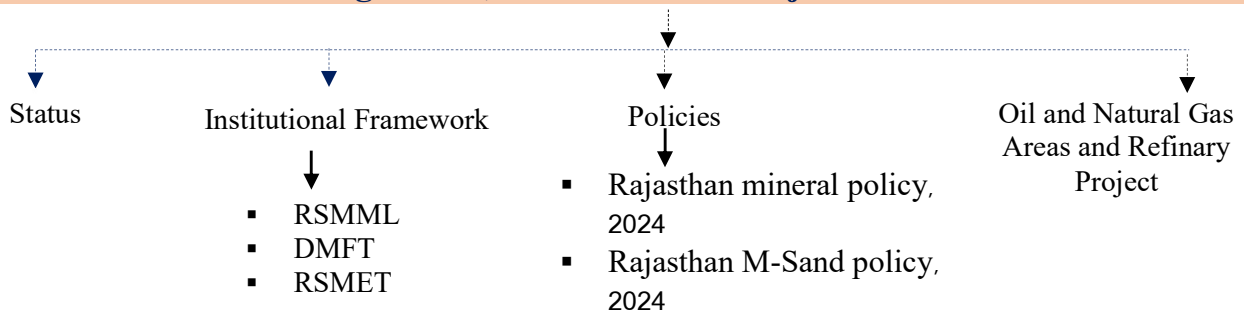 Status
Institutional Framework
▪ RSMML
▪ DMFT
▪ RSMET
Policies
▪ Rajasthan mineral policy,
2024
▪ Rajasthan M-Sand policy,
2024
Oil and Natural Gas
Areas and Refinary
Project